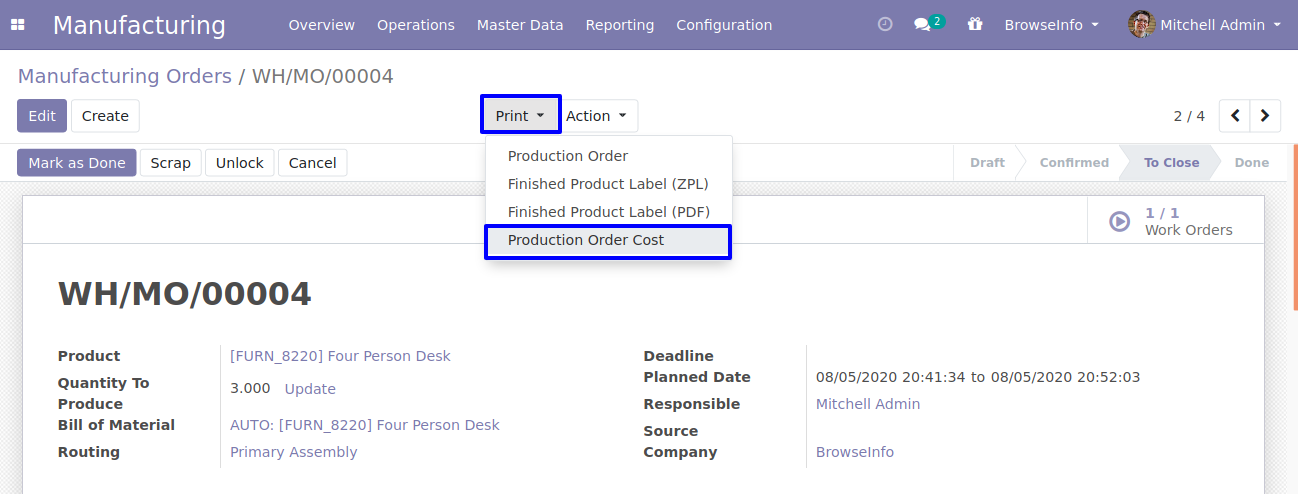 Manufacturing Overview Operations Master Data Reporting Configuration 2 BrowseInfo Mitchell Admin
Manufacturing Orders / WH/MO/00004
Edit Create Print Action 2 / 4
Mark as Done Scrap Unlock Cancel Draft Confirmed To Close Done
Production Order
Finished Product Label (ZPL)
Finished Product Label (PDF)
Production Order Cost
1 / 1
Work Orders
WH/MO/00004
Product [FURN_8220] Four Person Desk
Quantity To
Produce 3.000 Update
Bill of Material AUTO: [FURN_8220] Four Person Desk
Routing Primary Assembly
Deadline
Planned Date 08/05/2020 20:41:34 to 08/05/2020 20:52:03
Responsible Mitchell Admin
Source
Company BrowseInfo